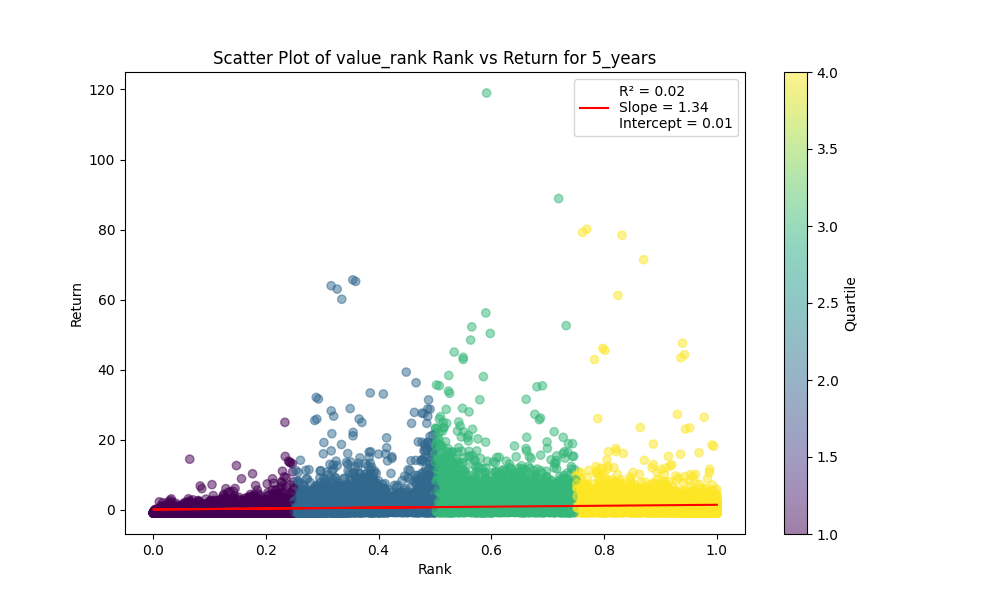 Scatter Plot of value_rank Rank vs Return for 5_years
R² = 0.02
Slope = 1.34
Intercept = 0.01
120
100
80
60
40
20
0
Return
0.0 0.2 0.4 0.6 0.8 1.0
Rank
4.0
3.5
3.0
2.5
2.0
1.5
1.0
Quartile